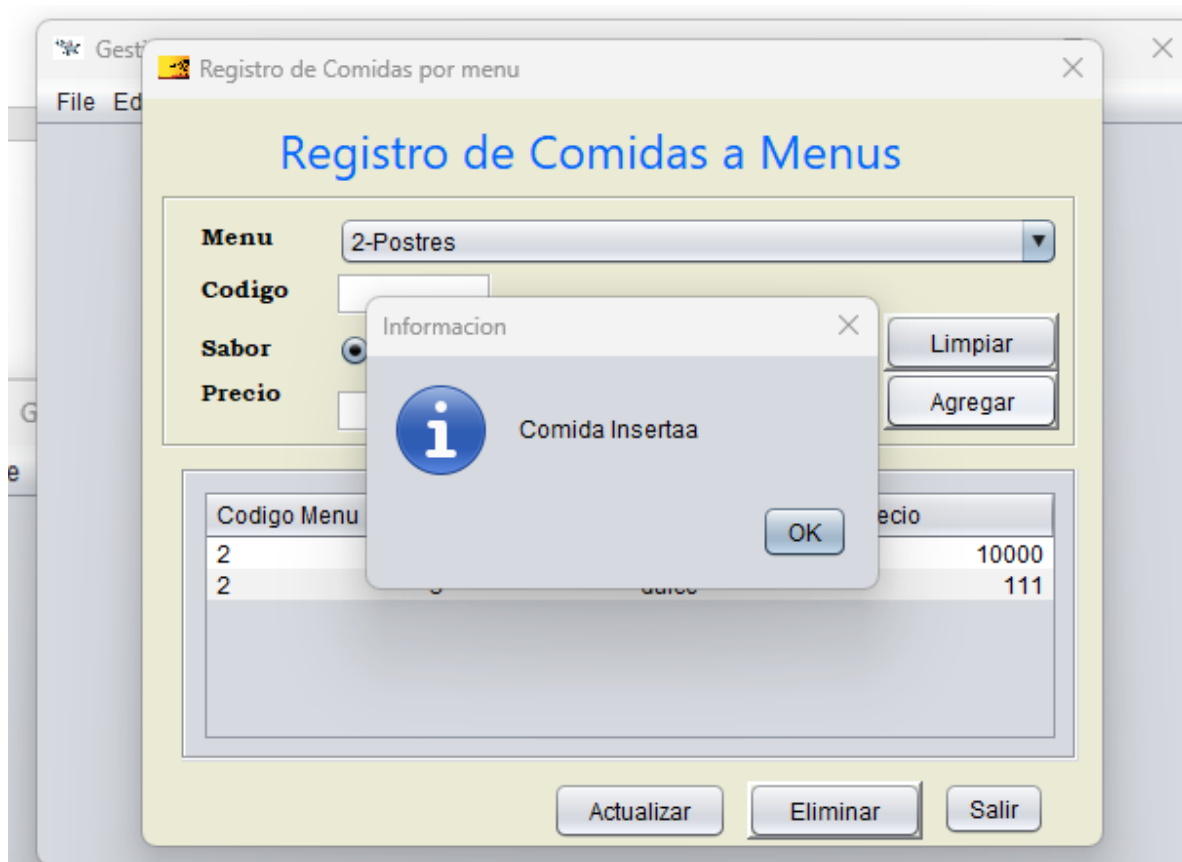 Gest
Registro de Comidas por menu
File Ed
Registro de Comidas a Menus
Menu
2-Postres
Codigo
Informacion
Sabor
Limpiar
Precio
Agregar
G
Comida Insertaa
e
Codigo Menu
ecio
OK
2
10000
2
dulce
111
Actualizar
Eliminar
Salir